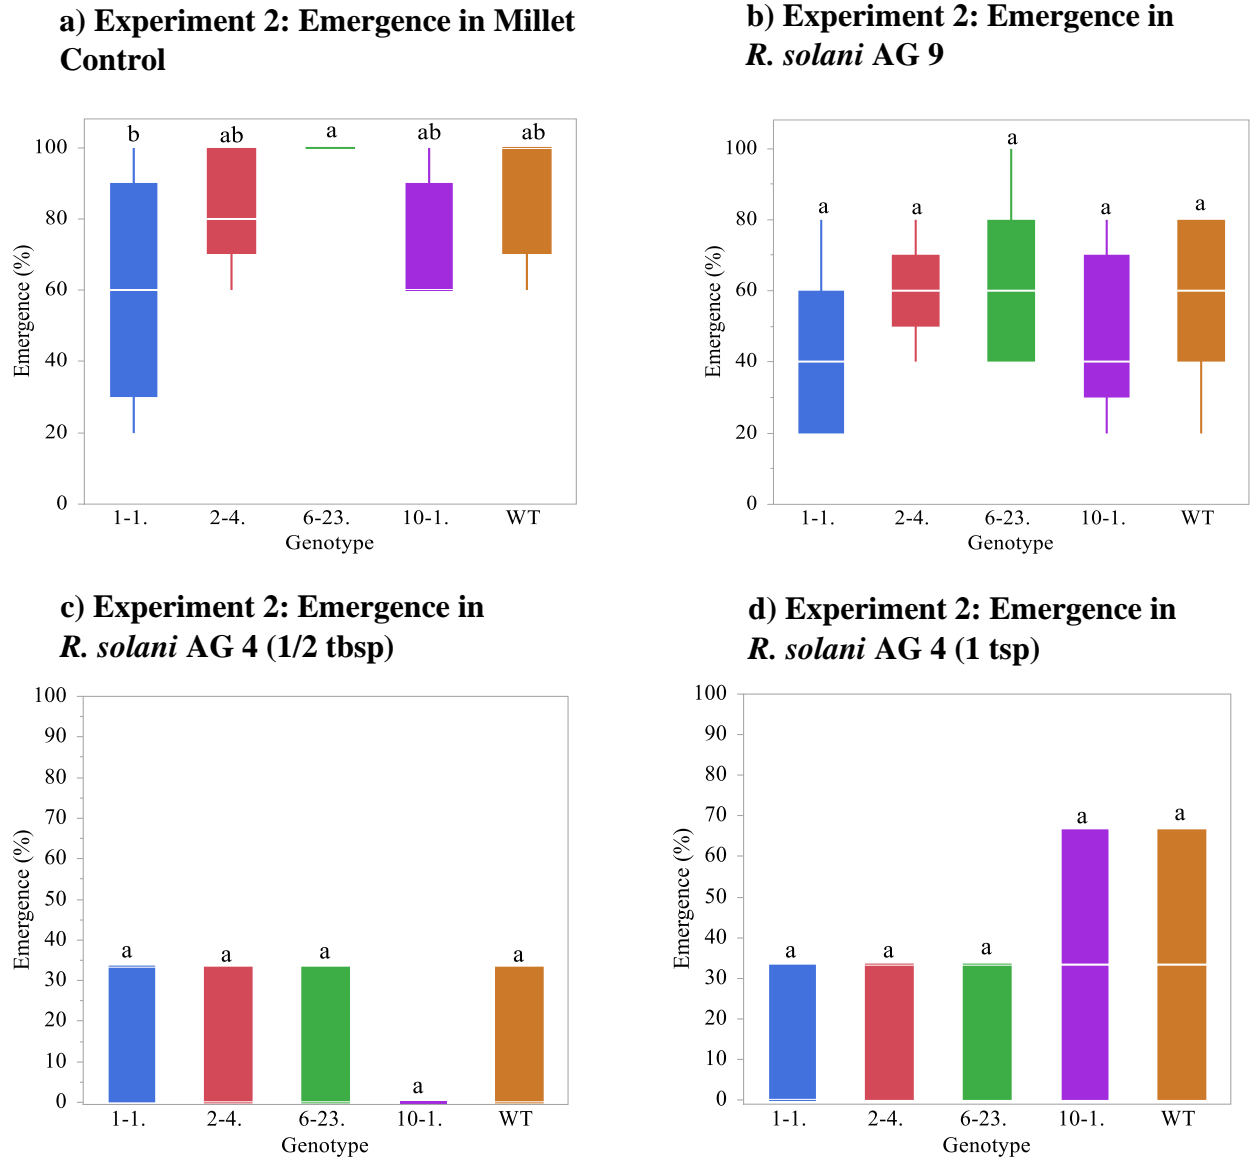 a) Experiment 2: Emergence in Millet
Control
b b) Experiment 2: Emergence in
R. solani AG 9
b ab a ab ab
100
80
60
40
20
0
Emergence (%)
1-1. 2-4. 6-23. 10-1. WT
Genotype
a a a a a
100
80
60
40
20
0
Emergence (%)
1-1. 2-4. 6-23. 10-1. WT
Genotype
c) Experiment 2: Emergence in
R. solani AG 4 (1/2 tbsp)
100
90
80
70
60
50
40
30
20
10
0
Emergence (%)
a a a a a
1-1. 2-4. 6-23. 10-1. WT
Genotype
d) Experiment 2: Emergence in
R. solani AG 4 (1 tsp)
100
90
80
70
60
50
40
30
20
10
0
Emergence (%)
a a a a a
1-1. 2-4. 6-23. 10-1. WT
Genotype